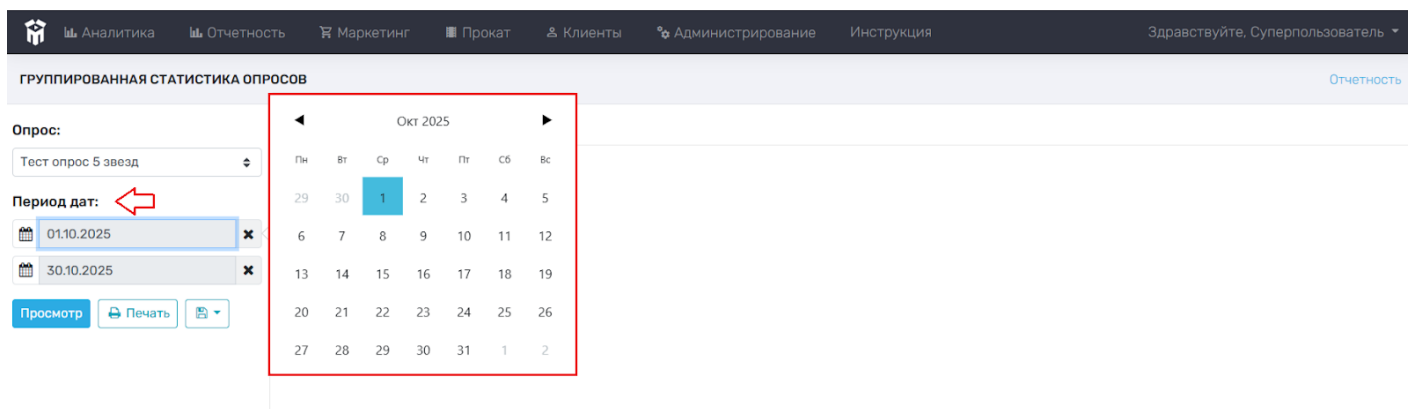 Аналитика Отчетность Маркетинг Прокат Клиенты Администрирование Инструкция Здравствуйте, Суперпользователь
ГРУППИРОВАННАЯ СТАТИСТИКА ОПРОСОВ Отчетность
Опрос:
Тест опрос 5 звезд
Период дат:
01.10.2025
30.10.2025
Просмотр Печать
Окт 2025
Пн Вт Ср Чт Пт Сб Вс
29 30 1 2 3 4 5
6 7 8 9 10 11 12
13 14 15 16 17 18 19
20 21 22 23 24 25 26
27 28 29 30 31 1 2